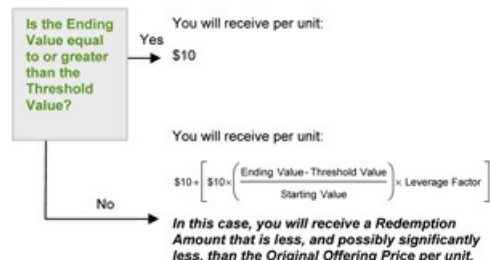 Is the Ending
Value equal
to or greater
than the
Threshold
Value?
Yes
You will receive per unit:
$10
No
You will receive per unit:
$10+[$10×(Ending Value-Threshold Value/Starting Value)× Leverage Factor]
In this case, you will receive a Redemption
Amount that is less, and possibly significantly
less, than the Original Offering Price per unit.